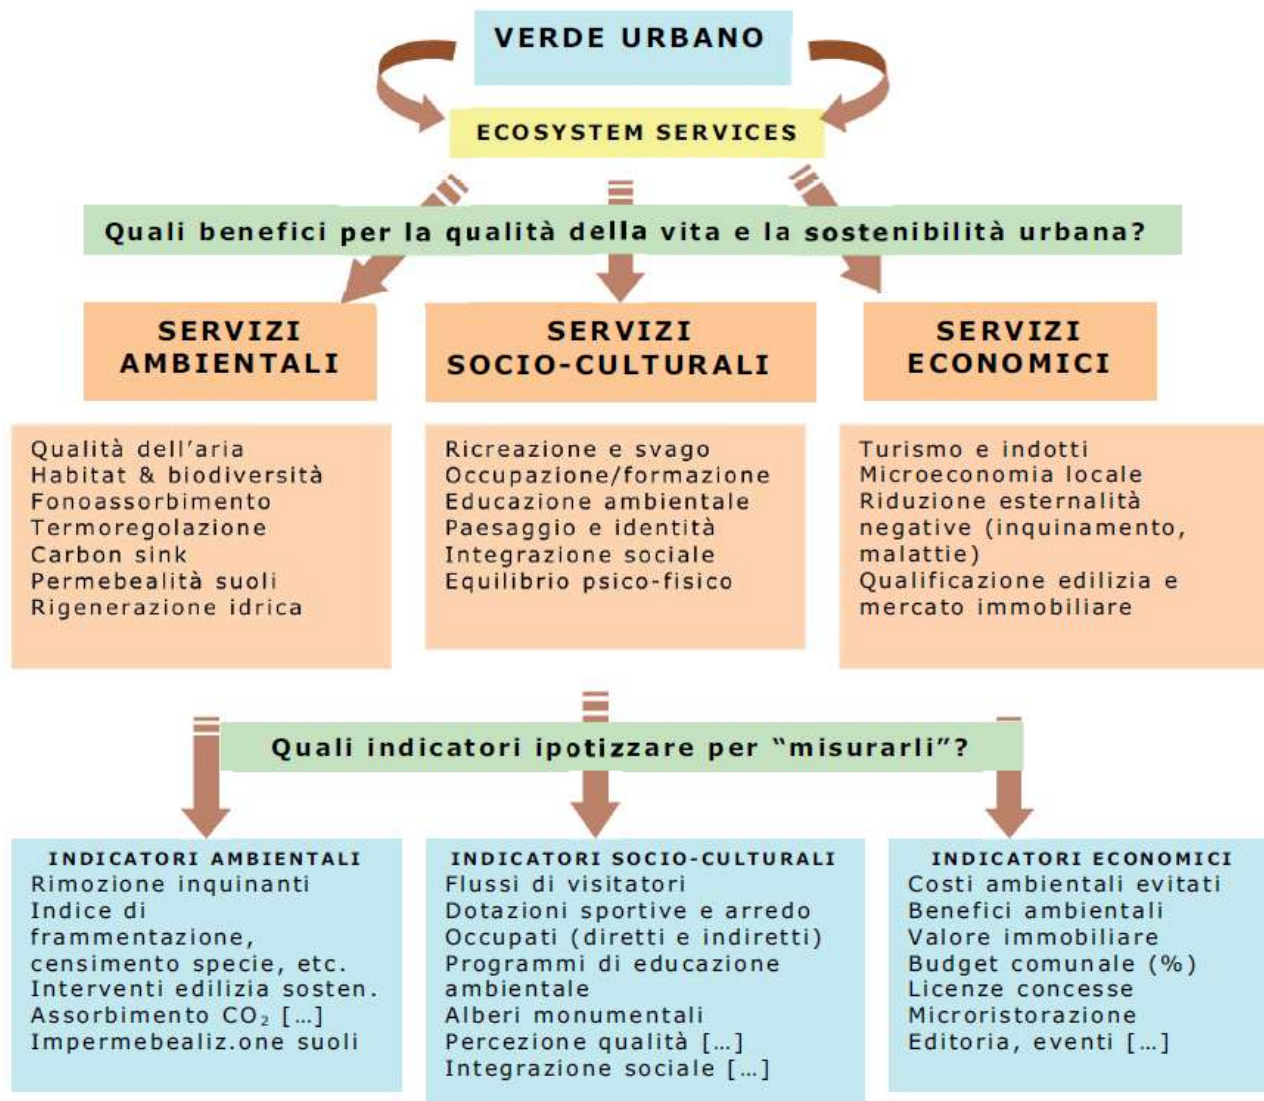 VERDE URBANO
ECOSYSTEM SERVICES
Quali benefici per la qualità della vita e la sostenibilità urbana?
SERVIZI
AMBIENTALI
SERVIZI
SOCIO-CULTURALI
SERVIZI
ECONOMICI
Qualità dell'aria
Habitat & biodiversità
Fonoassorbimento
Termoregolazione
Carbon sink
Permebealità suoli
Rigenerazione idrica
Ricreazione e svago
Occupazione/formazione
Educazione ambientale
Paesaggio e identità
Integrazione sociale
Equilibrio psico-fisico
Turismo e indotti
Microeconomia locale
Riduzione esternalità
negative (inquinamento,
malattie)
Qualificazione edilizia e
mercato immobiliare
Quali indicatori ipotizzare per “misurarli”?
INDICATORI AMBIENTALI
Rimozione inquinanti
Indice di
frammentazione,
censimento specie, etc.
Interventi edilizia sosten.
Assorbimento CO₂ […]
Impermebealiz.one suoli
INDICATORI SOCIO-CULTURALI
Flussi di visitatori
Dotazioni sportive e arredo
Occupati (diretti e indiretti)
Programmi di educazione
ambientale
Alberi monumentali
Percezione qualità […]
Integrazione sociale […]
INDICATORI ECONOMICI
Costi ambientali evitati
Benefici ambientali
Valore immobiliare
Budget comunale (%)
Licenze concesse
Microristorazione
Editoria, eventi […]